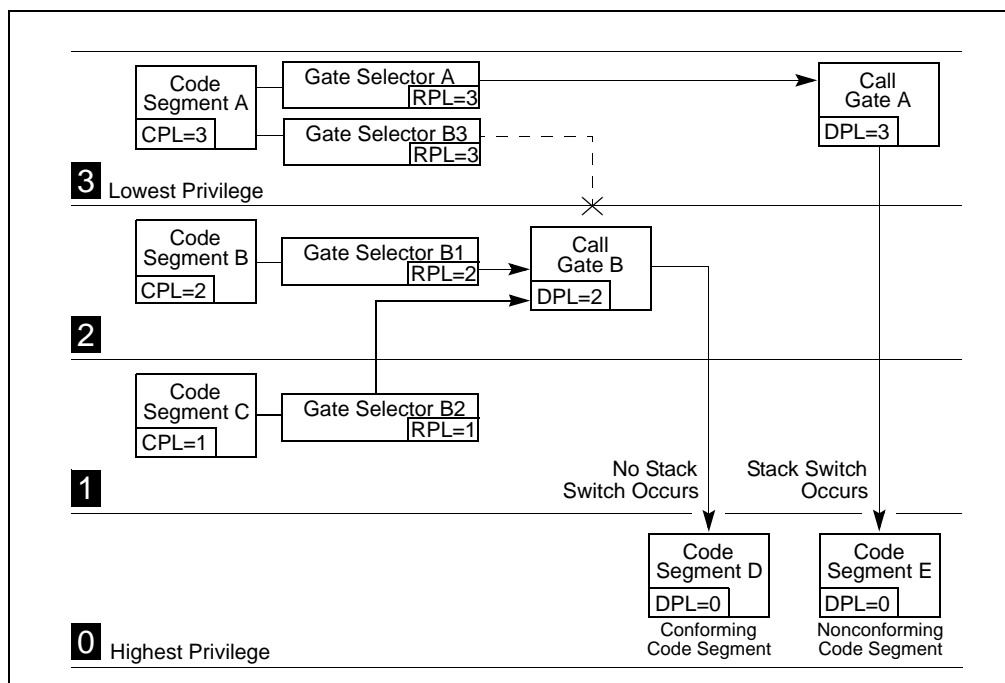 Code
Segment A
CPL=3
Gate Selector A
RPL=3
Gate Selector B3
RPL=3
Call
Gate A
DPL=3
3 Lowest Privilege
Code
Segment B
CPL=2
Gate Selector B1
RPL=2
Call
Gate B
DPL=2
2
Code
Segment C
CPL=1
Gate Selector B2
RPL=1
No Stack
Switch Occurs
Stack Switch
Occurs
1
Code
Segment D
DPL=0
Conforming
Code Segment
Code
Segment E
DPL=0
Nonconforming
Code Segment
0 Highest Privilege